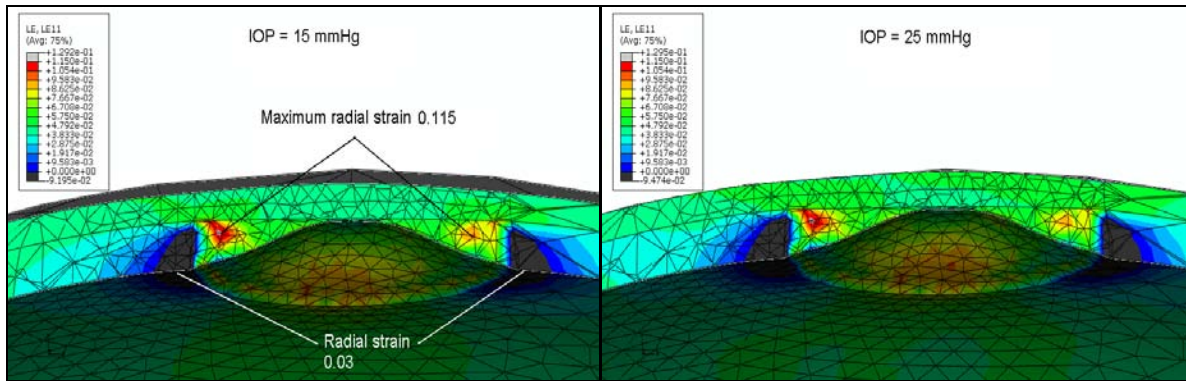 LE, LE11
(Avg: 75%)
+1.292e-01
+1.150e-01
+1.054e-01
+9.583e-02
+8.625e-02
+7.667e-02
+6.708e-02
+5.750e-02
+4.792e-02
+3.833e-02
+2.875e-02
+1.917e-02
+9.583e-03
+0.000e+00
-9.195e-02
IOP = 15 mmHg
Maximum radial strain 0.115
Radial strain
0.03
LE, LE11
(Avg: 75%)
+1.295e-01
+1.150e-01
+1.054e-01
+9.583e-02
+8.625e-02
+7.667e-02
+6.708e-02
+5.750e-02
+4.792e-02
+3.833e-02
+2.875e-02
+1.917e-02
+9.583e-03
+0.000e+00
-9.474e-02
IOP = 25 mmHg